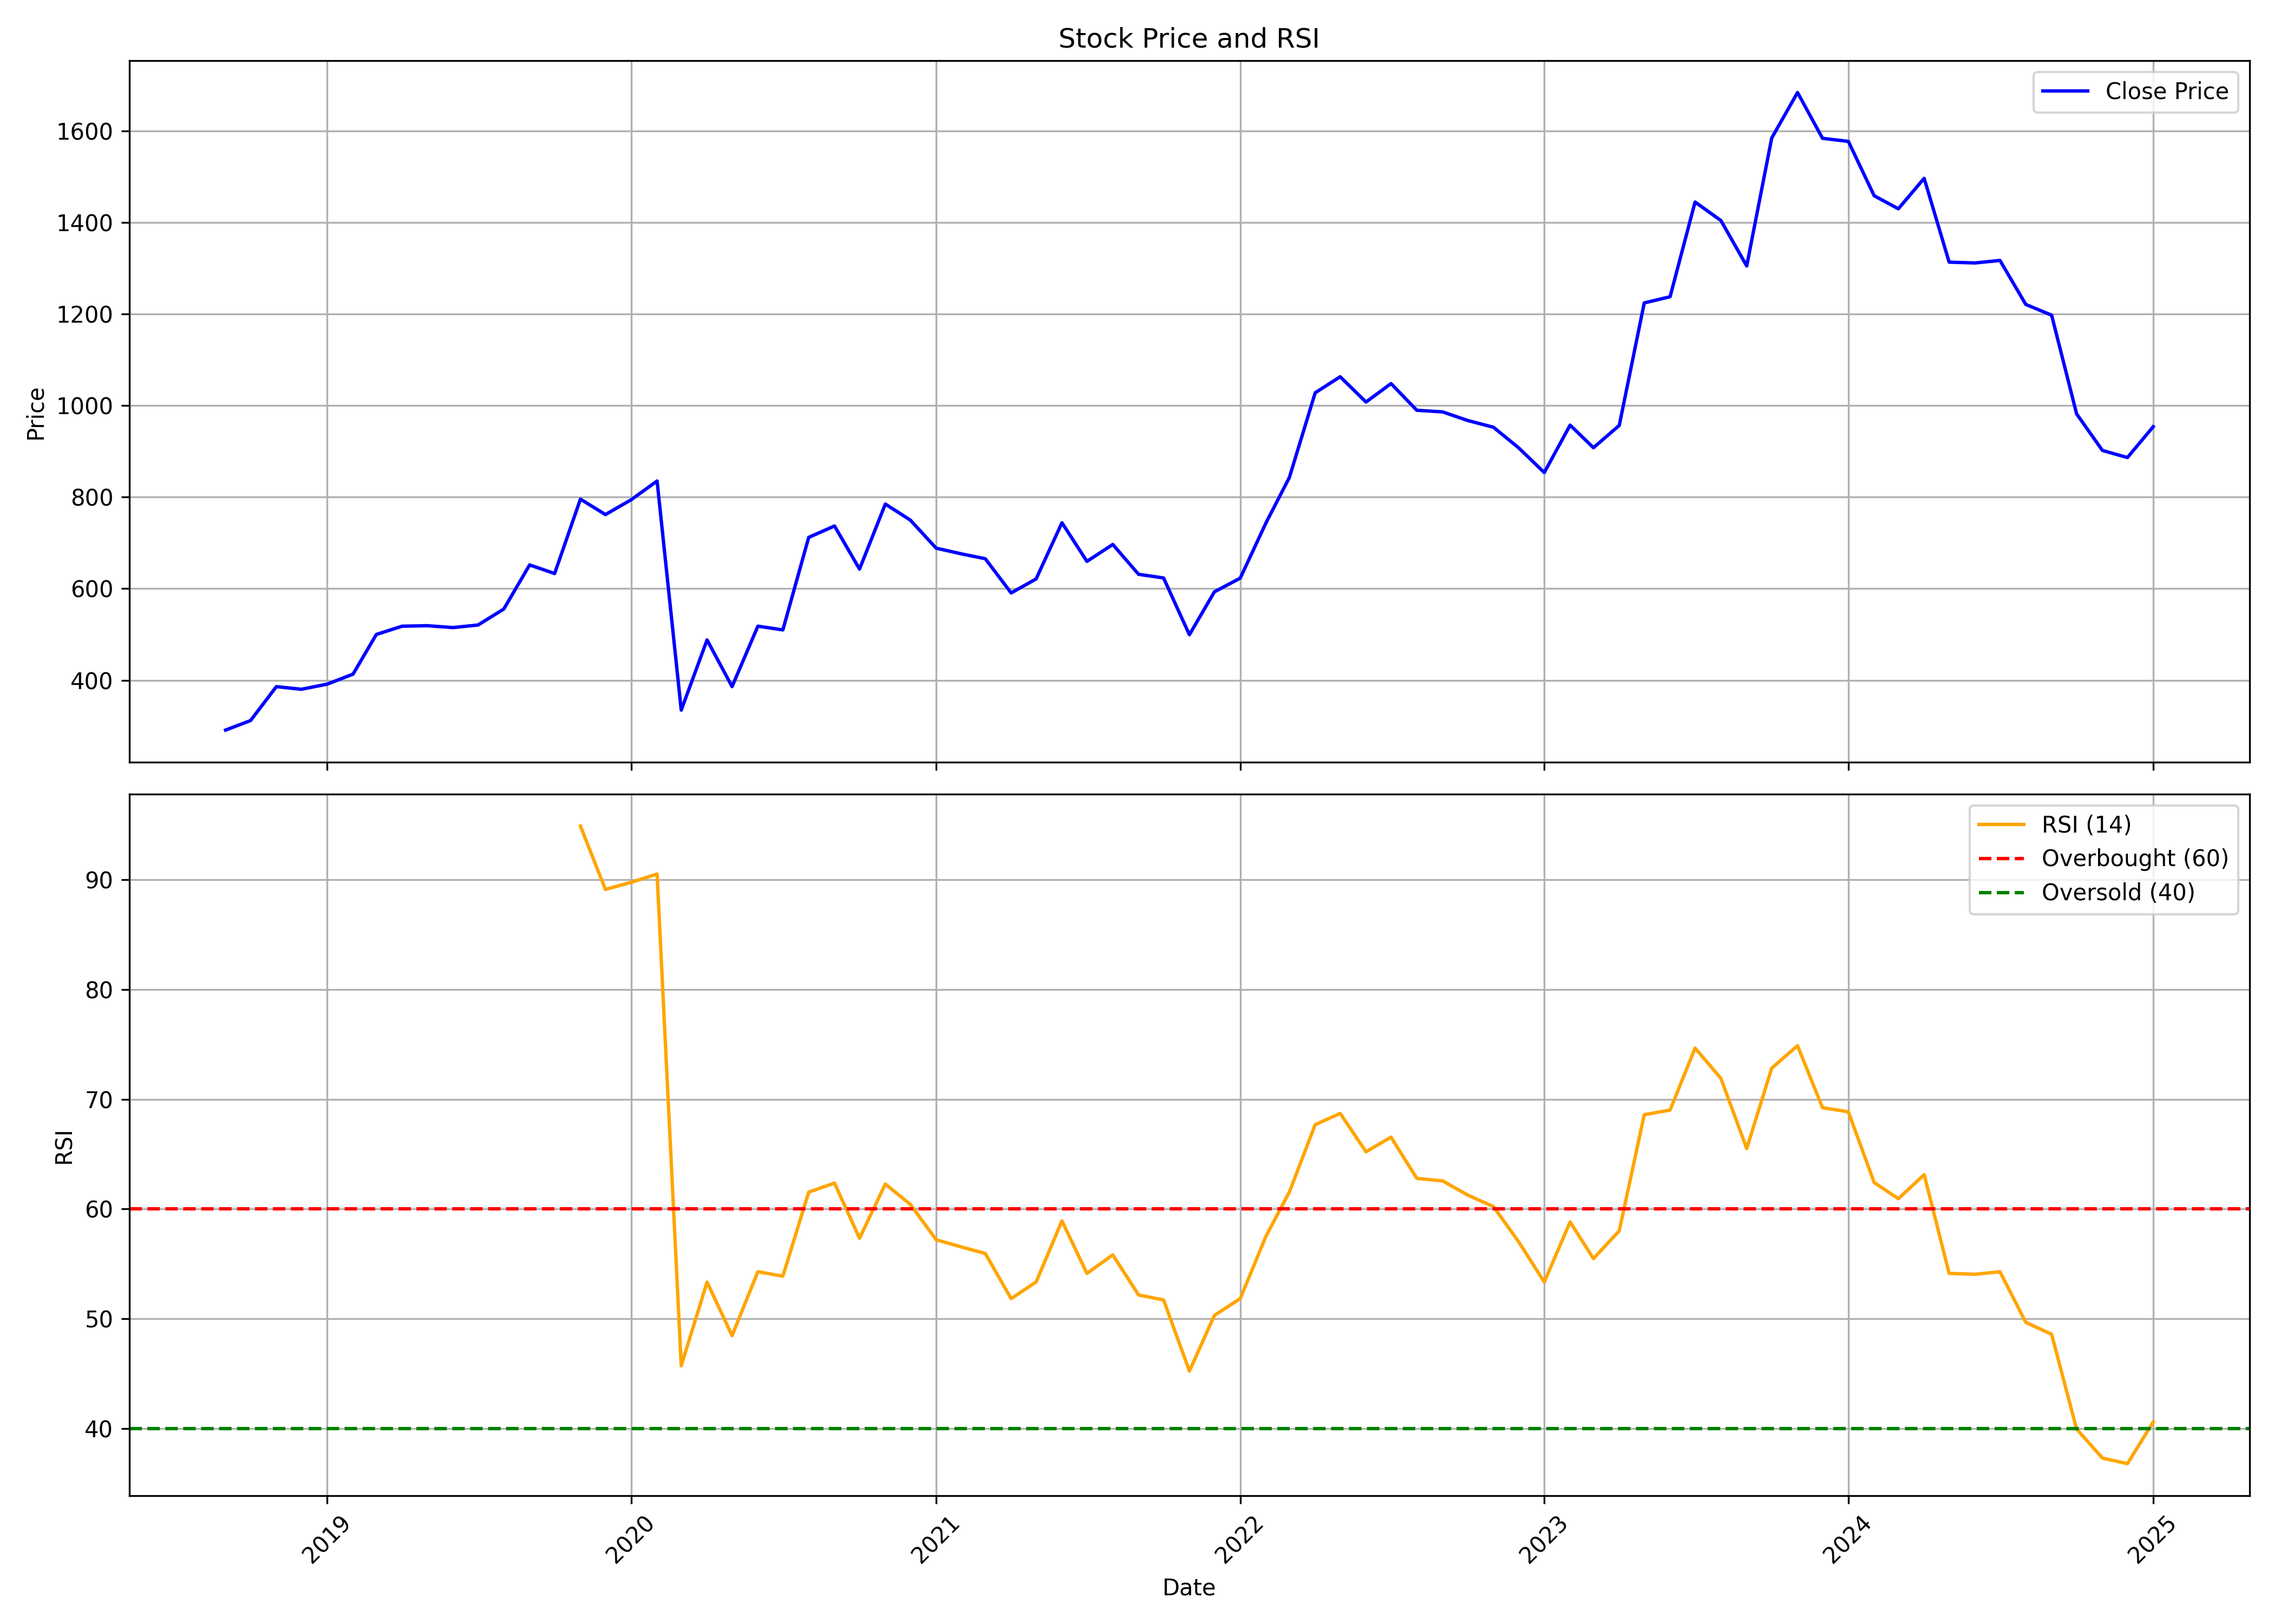 Stock Price and RSI
Close Price
1600
1400
1200
1000
800
600
400
Price
RSI (14)
Overbought (60)
Oversold (40)
90
80
70
60
50
40
RSI
2019
2020
2021
2022
2023
2024
2025
Date